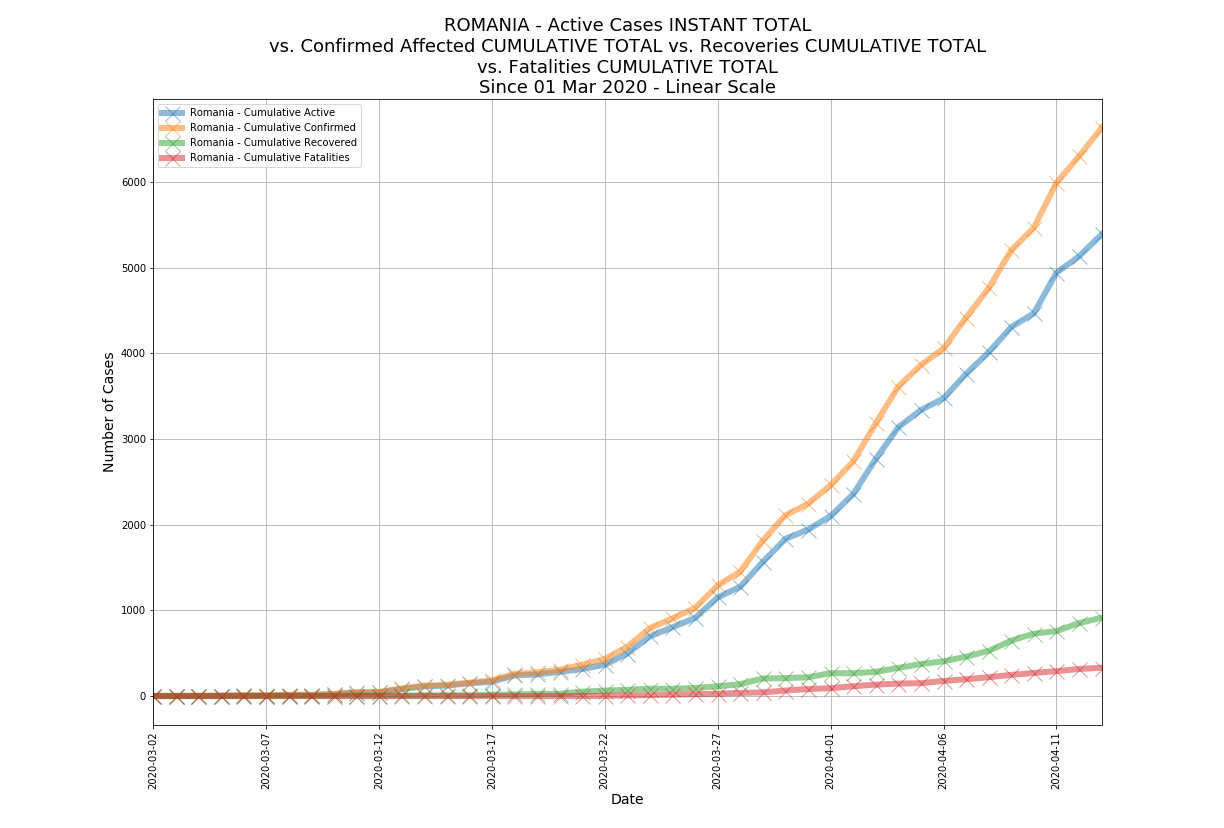 ROMANIA - Active Cases INSTANT TOTAL
vs. Confirmed Affected CUMULATIVE TOTAL vs. Recoveries CUMULATIVE TOTAL
vs. Fatalities CUMULATIVE TOTAL
Since 01 Mar 2020 - Linear Scale
Romania - Cumulative Active
Romania - Cumulative Confirmed
Romania - Cumulative Recovered
Romania - Cumulative Fatalities
Number of Cases
6000
5000
4000
3000
2000
1000
0
2020-03-02
2020-03-07
2020-03-12
2020-03-17
2020-03-22
2020-03-27
2020-04-01
2020-04-06
2020-04-11
Date